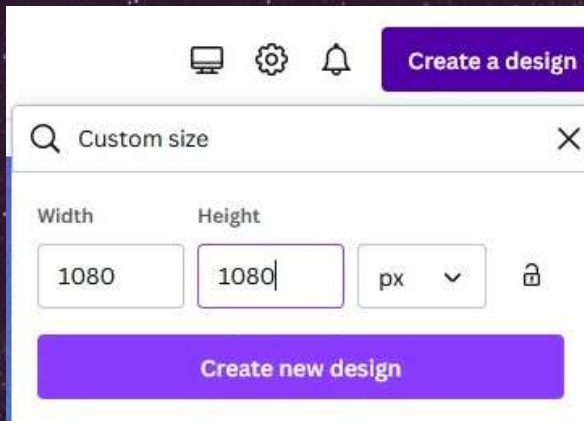 Create a design
Custom size
Width Height
1080 1080 px
Create new design